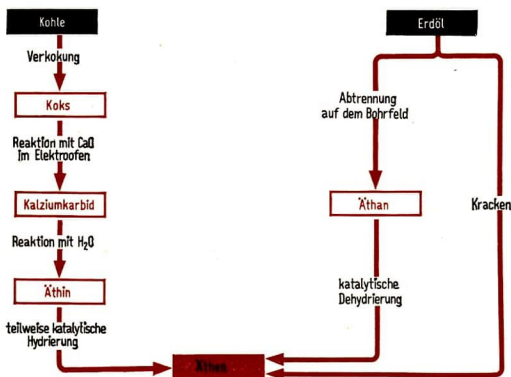 Kohle
Verkokung
Koks
Reaktion mit CaO
im Elektroofen
Kalziumkarbid
Reaktion mit H₂O
Äthin
teilweise katalytische
Hydrierung
Erdöl
Abtrennung
auf dem Bohrfeld
Äthan
katalytische
Dehydrierung
Kracken
Äthen